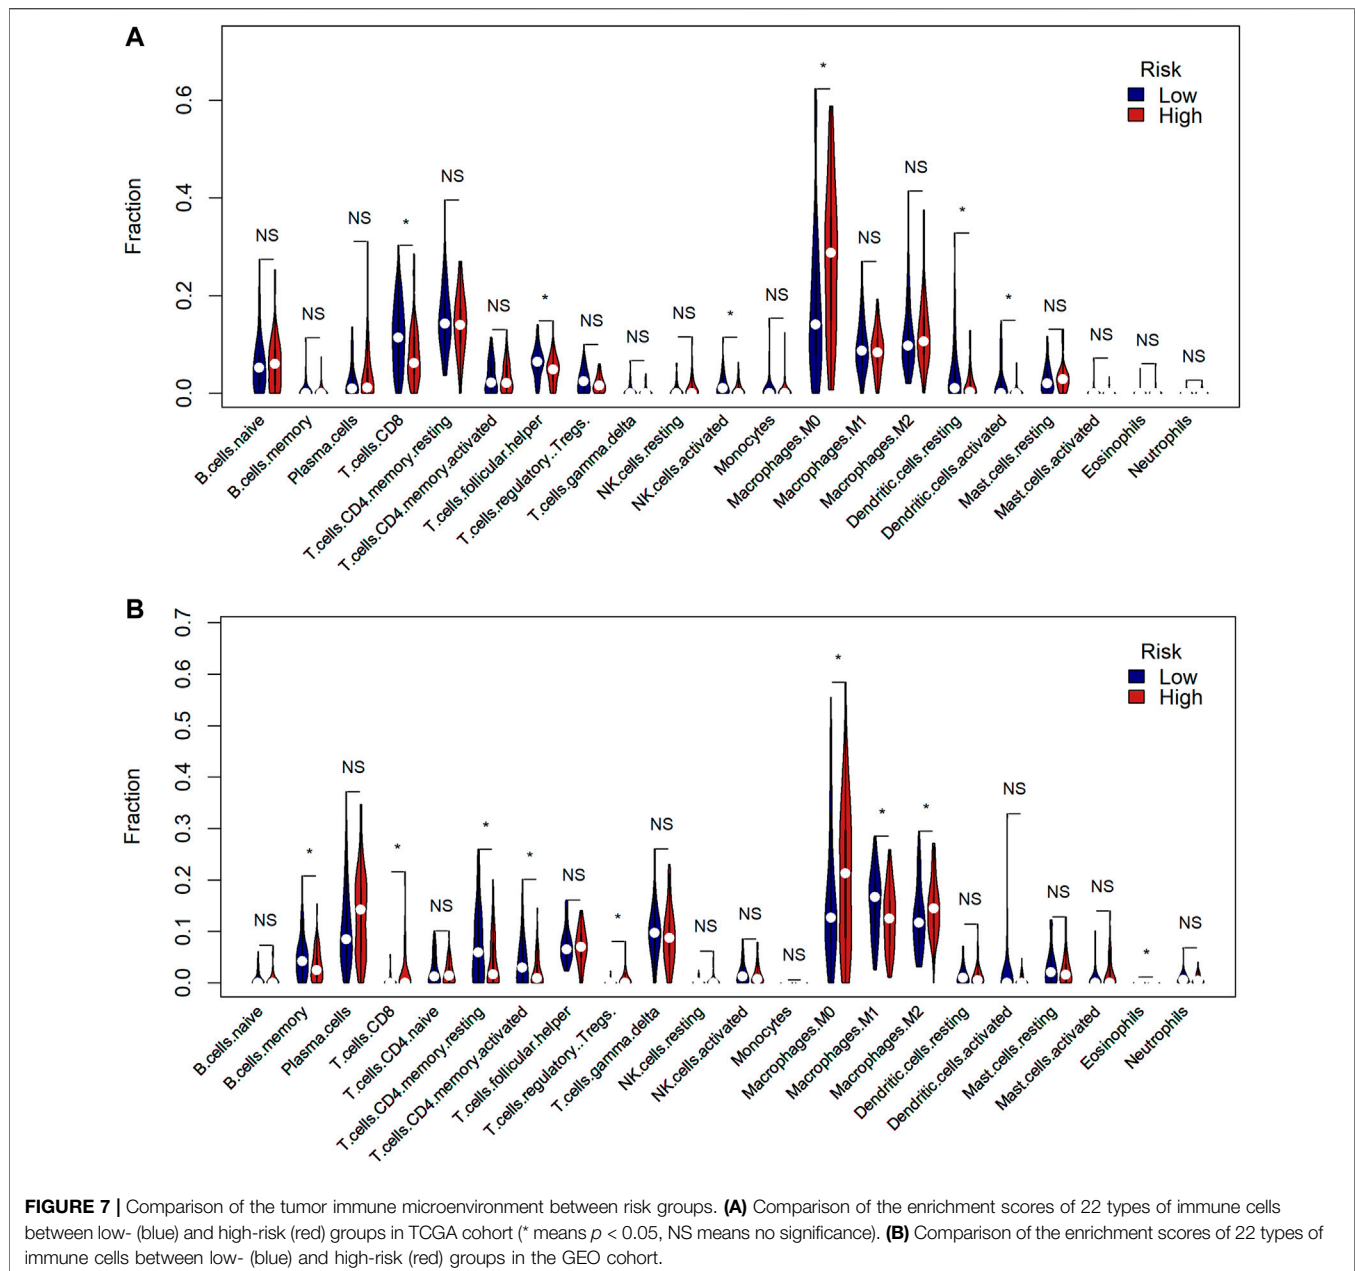 A
Risk
Low
High
Fraction
0.0
0.2
0.4
0.6
NS
NS
NS
*
NS
NS
*
NS
NS
NS
*
NS
*
NS
NS
*
*
NS
NS
NS
NS
B.cells.naive
B.cells.memory
Plasma.cells
T.cells.CD8
T.cells.CD4.memory.resting
T.cells.CD4.memory.activated
T.cells.follicular.helper
T.cells.regulatory..Tregs.
T.cells.gamma.delta
NK.cells.resting
NK.cells.activated
Monocytes
Macrophages.M0
Macrophages.M1
Macrophages.M2
Dendritic.cells.resting
Dendritic.cells.activated
Mast.cells.resting
Mast.cells.activated
Eosinophils
Neutrophils
B
Risk
Low
High
Fraction
0.0
0.1
0.2
0.3
0.4
0.5
0.6
0.7
NS
*
NS
*
NS
*
*
NS
*
NS
NS
NS
NS
*
*
*
NS
NS
NS
NS
*
NS
B.cells.naive
B.cells.memory
Plasma.cells
T.cells.CD8
T.cells.CD4.naive
T.cells.CD4.memory.resting
T.cells.CD4.memory.activated
T.cells.follicular.helper
T.cells.regulatory..Tregs.
T.cells.gamma.delta
NK.cells.resting
NK.cells.activated
Monocytes
Macrophages.M0
Macrophages.M1
Macrophages.M2
Dendritic.cells.resting
Dendritic.cells.activated
Mast.cells.resting
Mast.cells.activated
Eosinophils
Neutrophils
FIGURE 7 | Comparison of the tumor immune microenvironment between risk groups. (A) Comparison of the enrichment scores of 22 types of immune cells
between low- (blue) and high-risk (red) groups in TCGA cohort (* means p < 0.05, NS means no significance). (B) Comparison of the enrichment scores of 22 types of
immune cells between low- (blue) and high-risk (red) groups in the GEO cohort.